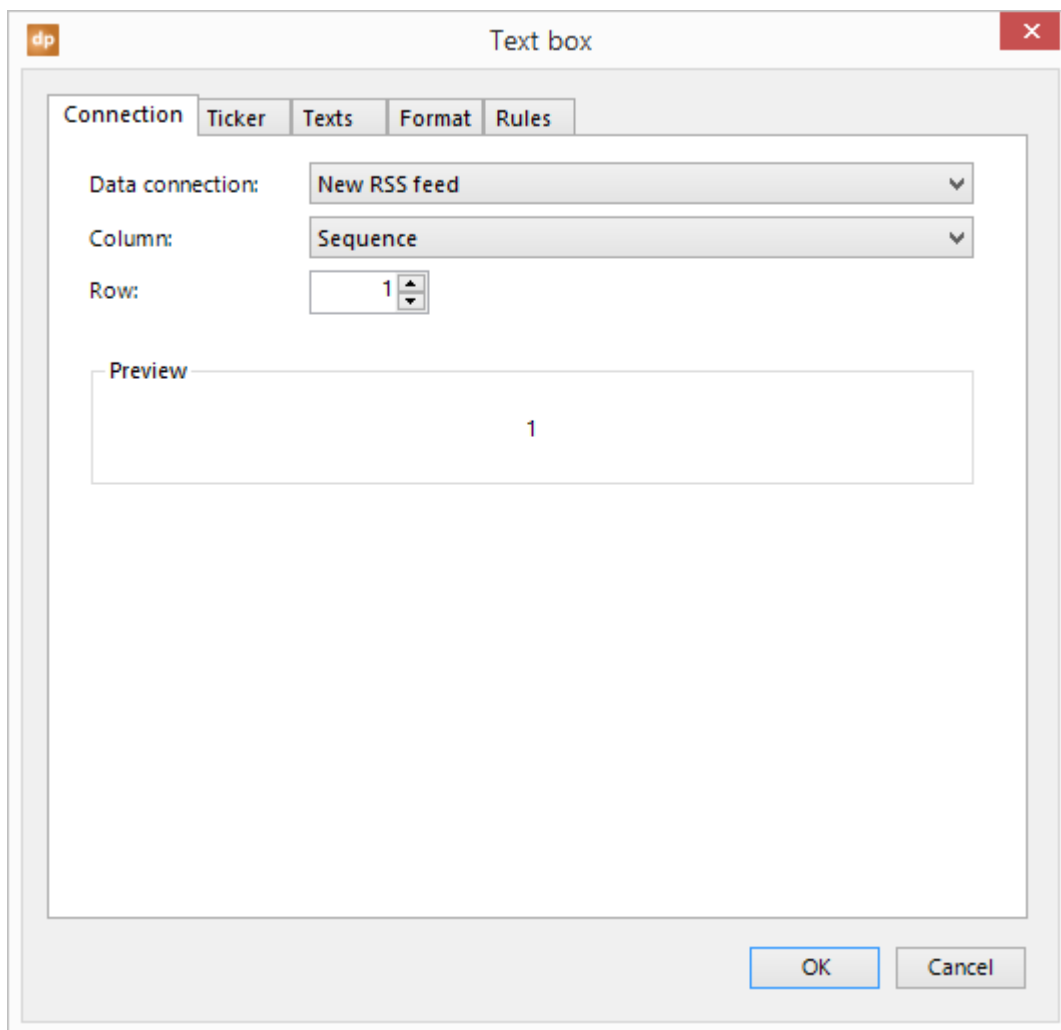 dp Text box
Connection Ticker Texts Format Rules
Data connection: New RSS feed
Column: Sequence
Row: 1
Preview
1
OK Cancel